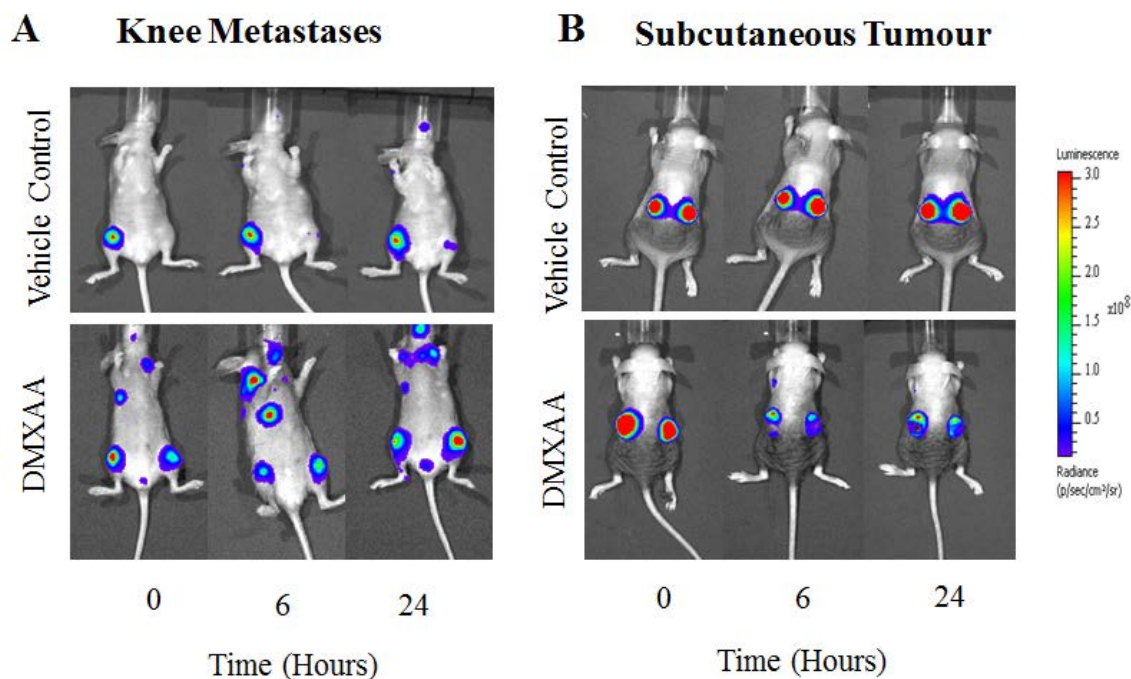 A Knee Metastases
B Subcutaneous Tumour
Vehicle Control
DMXAA
0 6 24
Time (Hours)
Vehicle Control
DMXAA
0 6 24
Time (Hours)
Luminescence
3.0
2.5
2.0
x10⁸
1.5
1.0
0.5
Radiance
(p/sec/cm²/sr)